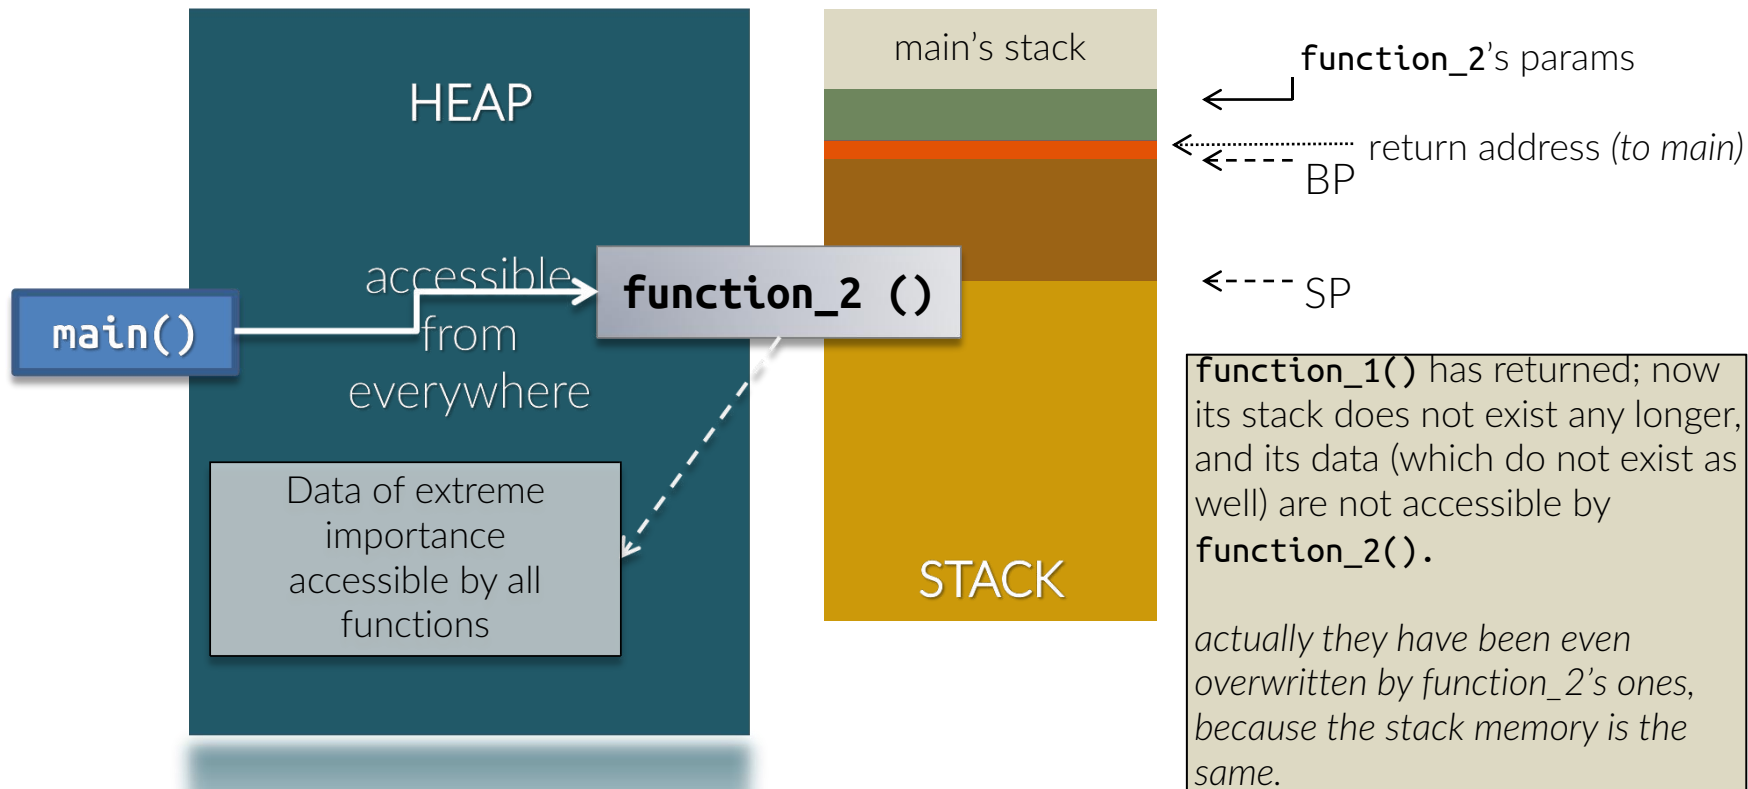 HEAP
accessible
from
everywhere
main()
function_2 ()
Data of extreme
importance
accessible by all
functions
main's stack
STACK
function_2's params
return address (to main)
BP
SP
function_1() has returned; now
its stack does not exist any longer,
and its data (which do not exist as
well) are not accessible by
function_2().
actually they have been even
overwritten by function_2's ones,
because the stack memory is the
same.